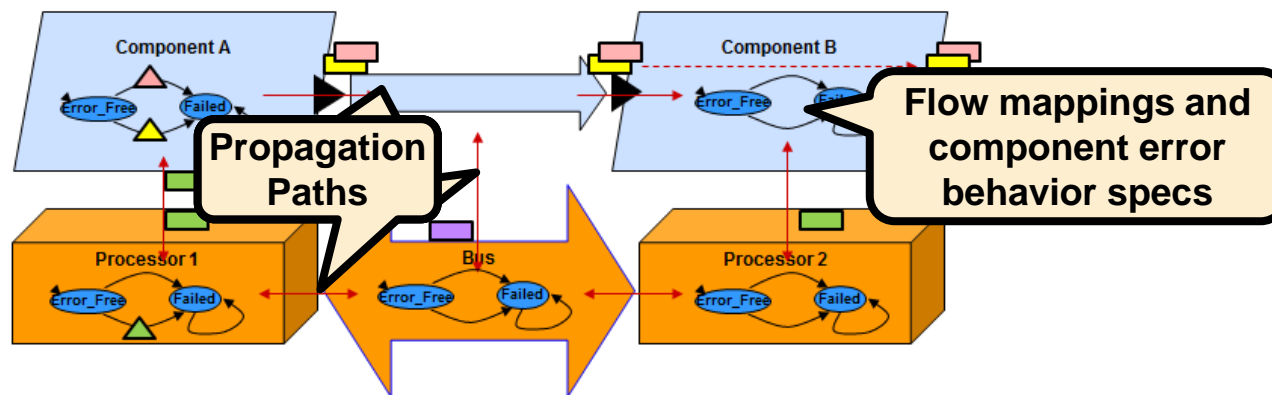 Component A
Component B
Error_Free
Failed
Error_Free
Flow mappings and
component error
behavior specs
Propagation
Paths
Processor 1
Bus
Processor 2
Error_Free
Failed
Error_Free
Failed
Error_Free
Failed